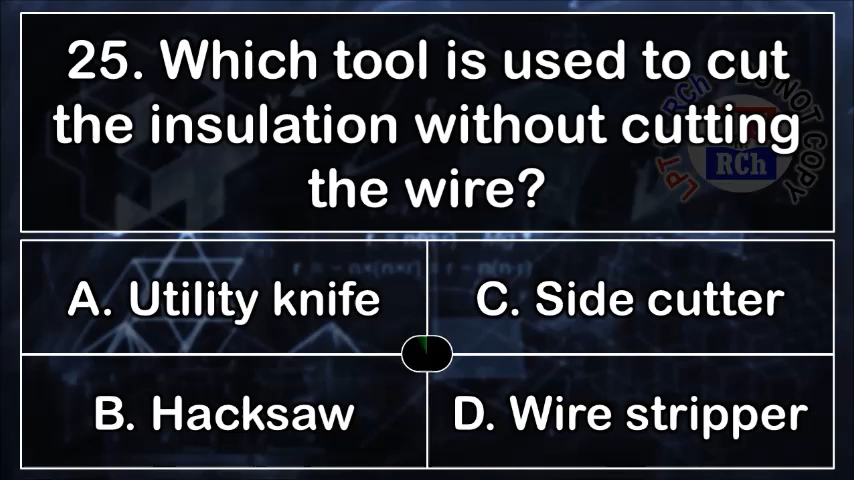 25. Which tool is used to cut
the insulation without cutting
the wire?
A. Utility knife
C. Side cutter
B. Hacksaw
D. Wire stripper
RCh